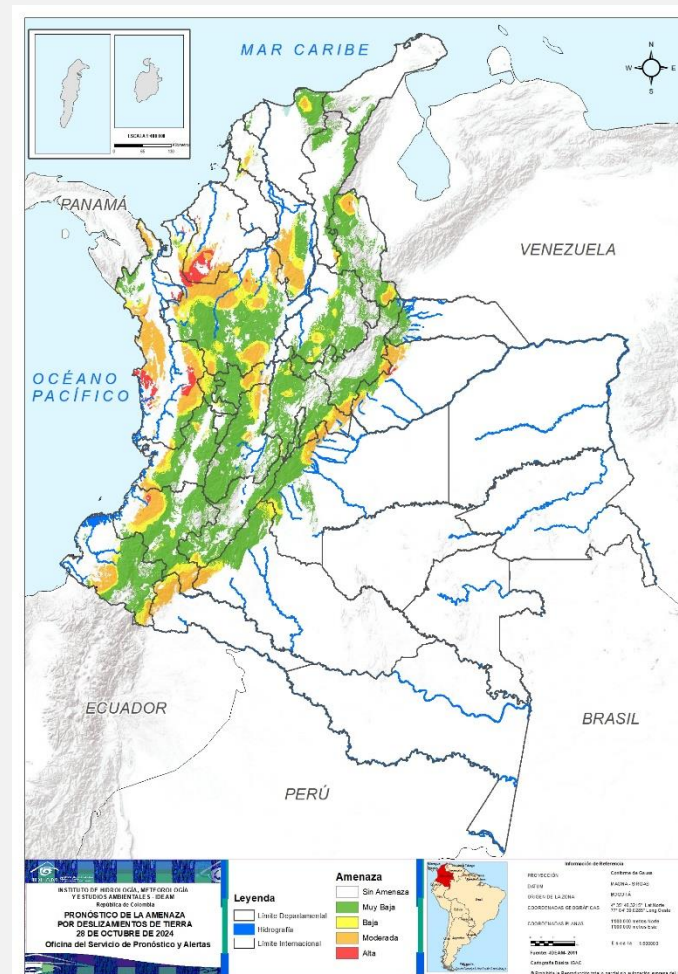 MAR CARIBE
N
W
E
S
PANAMÁ
VENEZUELA
OCÉANO
PACÍFICO
ECUADOR
PERÚ
BRASIL
INSTITUTO DE HIDROLOGÍA, METEOROLOGÍA
Y ESTUDIOS AMBIENTALES - IDEAM
República de Colombia
PRONÓSTICO DE LA AMENAZA
POR DESLIZAMIENTOS DE TIERRA
28 DE OCTUBRE DE 2024
Oficina del Servicio de Pronóstico y Alertas
Leyenda
Límite Departamental
Hidrografía
Límite Internacional
Amenaza
Sin Amenaza
Muy Baja
Baja
Moderada
Alta
Información de Referencia
PROYECCIÓN
DATUM
ORIGEN DE LA ZONA
BOGOTÁ
COORDENADAS GEOGRÁFICAS
COORDENADAS PLANAS